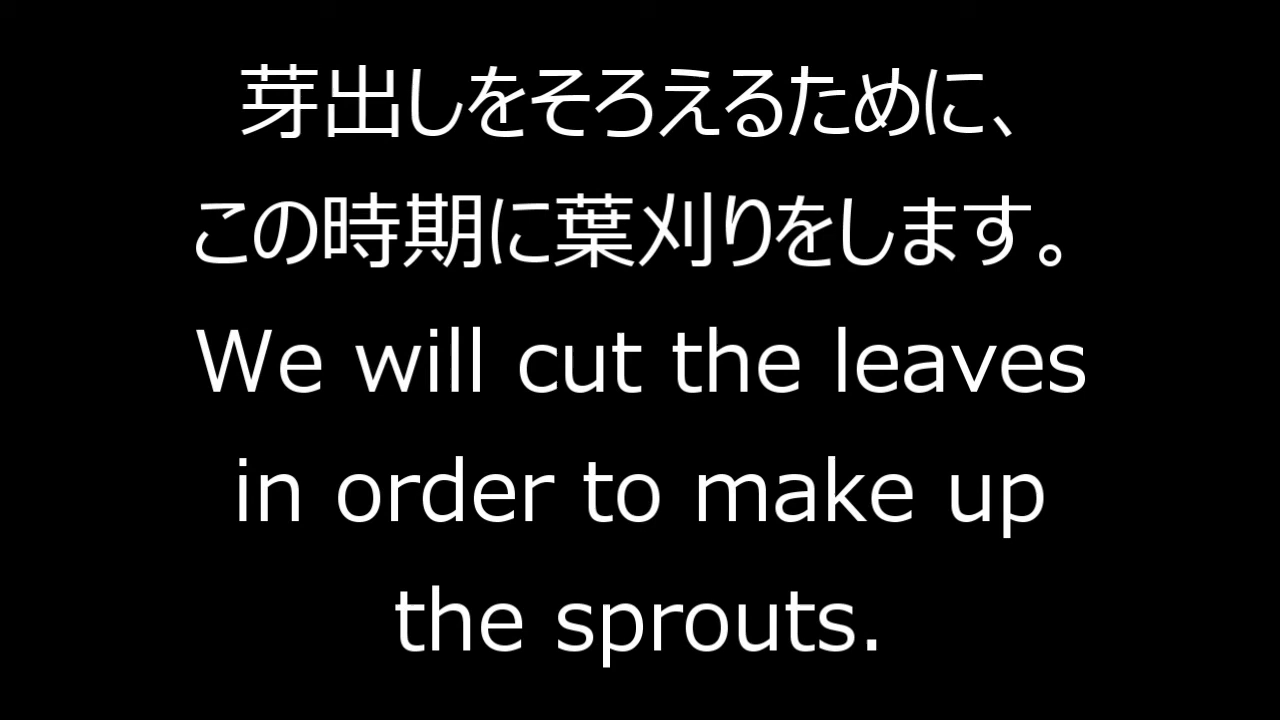 芽出しをそろえるために、
この時期に葉刈りをします。
We will cut the leaves
in order to make up
the sprouts.